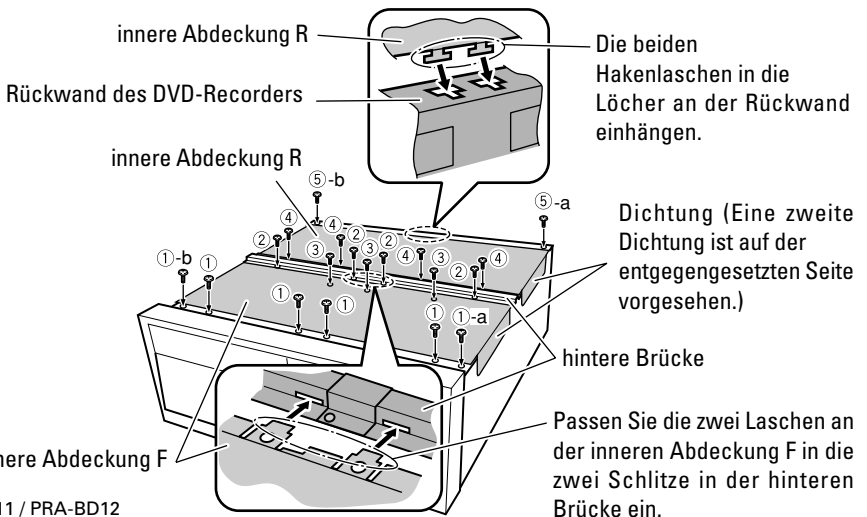 innere Abdeckung R
Die beiden
Hakenlaschen in die
Löcher an der Rückwand
einhängen.
Rückwand des DVD-Recorders
innere Abdeckung R
⑤-b
⑤-a
Dichtung (Eine zweite
Dichtung ist auf der
entgegengesetzten Seite
vorgesehen.)
④ ④ ② ② ④ ③ ② ④
② ③ ③
①-b ①
① ① ① ①-a
hintere Brücke
Passen Sie die zwei Laschen an
der inneren Abdeckung F in die
zwei Schlitze in der hinteren
Brücke ein.
nere Abdeckung F
11 / PRA-BD12